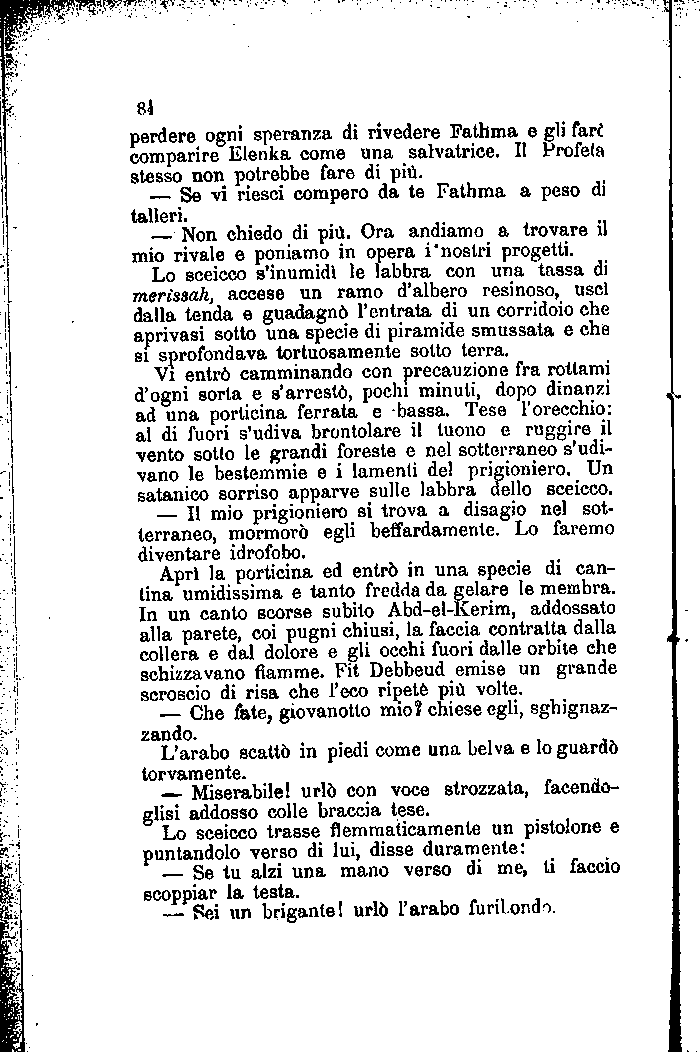 84
perdere ogni speranza di rivedere Fathma e gli farò
comparire Elenka come una salvatrice. Il Profeta
stesso non potrebbe fare di più.
— Se vi riesci compero da te Fathma a peso di
talleri.
— Non chiedo di più. Ora andiamo a trovare il
mio rivale e poniamo in opera i nostri progetti.
Lo sceicco s'inumidì le labbra con una tassa di
merissah, accese un ramo d'albero resinoso, uscì
dalla tenda e guadagnò l'entrata di un corridoio che
aprivasi sotto una specie di piramide smussata e che
si sprofondava tortuosamente sotto terra.
Vi entrò camminando con precauzione fra rottami
d'ogni sorta e s'arrestò, pochi minuti, dopo dinanzi
ad una porticina ferrata e bassa. Tese l'orecchio:
al di fuori s'udiva brontolare il tuono e ruggire il
vento sotto le grandi foreste e nel sotterraneo s'udi-
vano le bestemmie e i lamenti del prigioniero. Un
satanico sorriso apparve sulle labbra dello sceicco.
— Il mio prigioniero si trova a disagio nel sot-
terraneo, mormorò egli beffardamente. Lo faremo
diventare idrofobo.
Aprì la porticina ed entrò in una specie di can-
tina umidissima e tanto fredda da gelare le membra.
In un canto scorse subito Abd-el-Kerim, addossato
alla parete, coi pugni chiusi, la faccia contratta dalla
collera e dal dolore e gli occhi fuori dalle orbite che
schizzavano fiamme. Fit Debbeud emise un grande
scroscio di risa che l'eco ripetè più volte.
— Che fate, giovanotto mio? chiese egli, sghignaz-
zando.
L'arabo scattò in piedi come una belva e lo guardò
torvamente.
— Miserabile! urlò con voce strozzata, facendo-
glisi addosso colle braccia tese.
Lo sceicco trasse flemmaticamente un pistolone e
puntandolo verso di lui, disse duramente:
— Se tu alzi una mano verso di me, ti faccio
scoppiar la testa.
— Sei un brigante! urlò l'arabo furibondo.